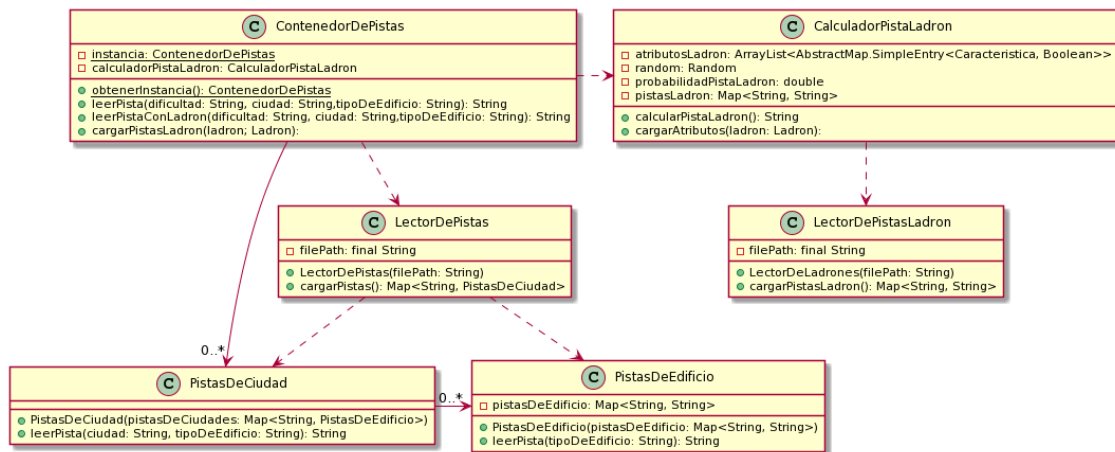 C ContenedorDePistas
instancia: ContenedorDePistas
calculadorPistaLadron: CalculadorPistaLadron
obtenerInstancia(): ContenedorDePistas
leerPista(dificultad: String, ciudad: String,tipoDeEdificio: String): String
leerPistaConLadron(dificultad: String, ciudad: String,tipoDeEdificio: String): String
cargarPistasLadron(ladron; Ladron):
C CalculadorPistaLadron
atributosLadron: ArrayList<AbstractMap.SimpleEntry<Caracteristica, Boolean>>
random: Random
probabilidadPistaLadron: double
pistasLadron: Map<String, String>
calcularPistaLadron(): String
cargarAtributos(ladron: Ladron):
C LectorDePistas
filePath: final String
LectorDePistas(filePath: String)
cargarPistas(): Map<String, PistasDeCiudad>
C LectorDePistasLadron
filePath: final String
LectorDeLadrones(filePath: String)
cargarPistasLadron(): Map<String, String>
0..*
C PistasDeCiudad
PistasDeCiudad(pistasDeCiudades: Map<String, PistasDeEdificio>)
leerPista(ciudad: String, tipoDeEdificio: String): String
0..*
C PistasDeEdificio
pistasDeEdificio: Map<String, String>
PistasDeEdificio(pistasDeEdificio: Map<String, String>)
leerPista(tipoDeEdificio: String): String